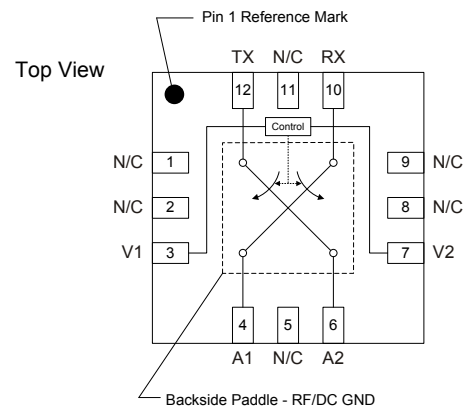 Pin 1 Reference Mark
Top View
TX N/C RX
12 11 10
Control
N/C 1 9 N/C
N/C 2 8 N/C
V1 3 7 V2
4 5 6
A1 N/C A2
Backside Paddle - RF/DC GND